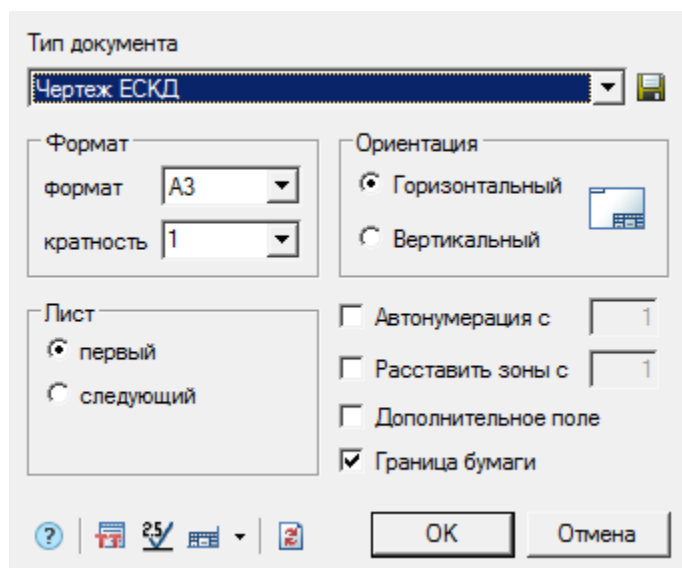 Тип документа
Чертеж ЕСКД
Формат
формат A3
кратность 1
Ориентация
Горизонтальный
Вертикальный
Лист
первый
следующий
Автонумерация с 1
Расставить зоны с 1
Дополнительное поле
Граница бумаги
OK
Отмена